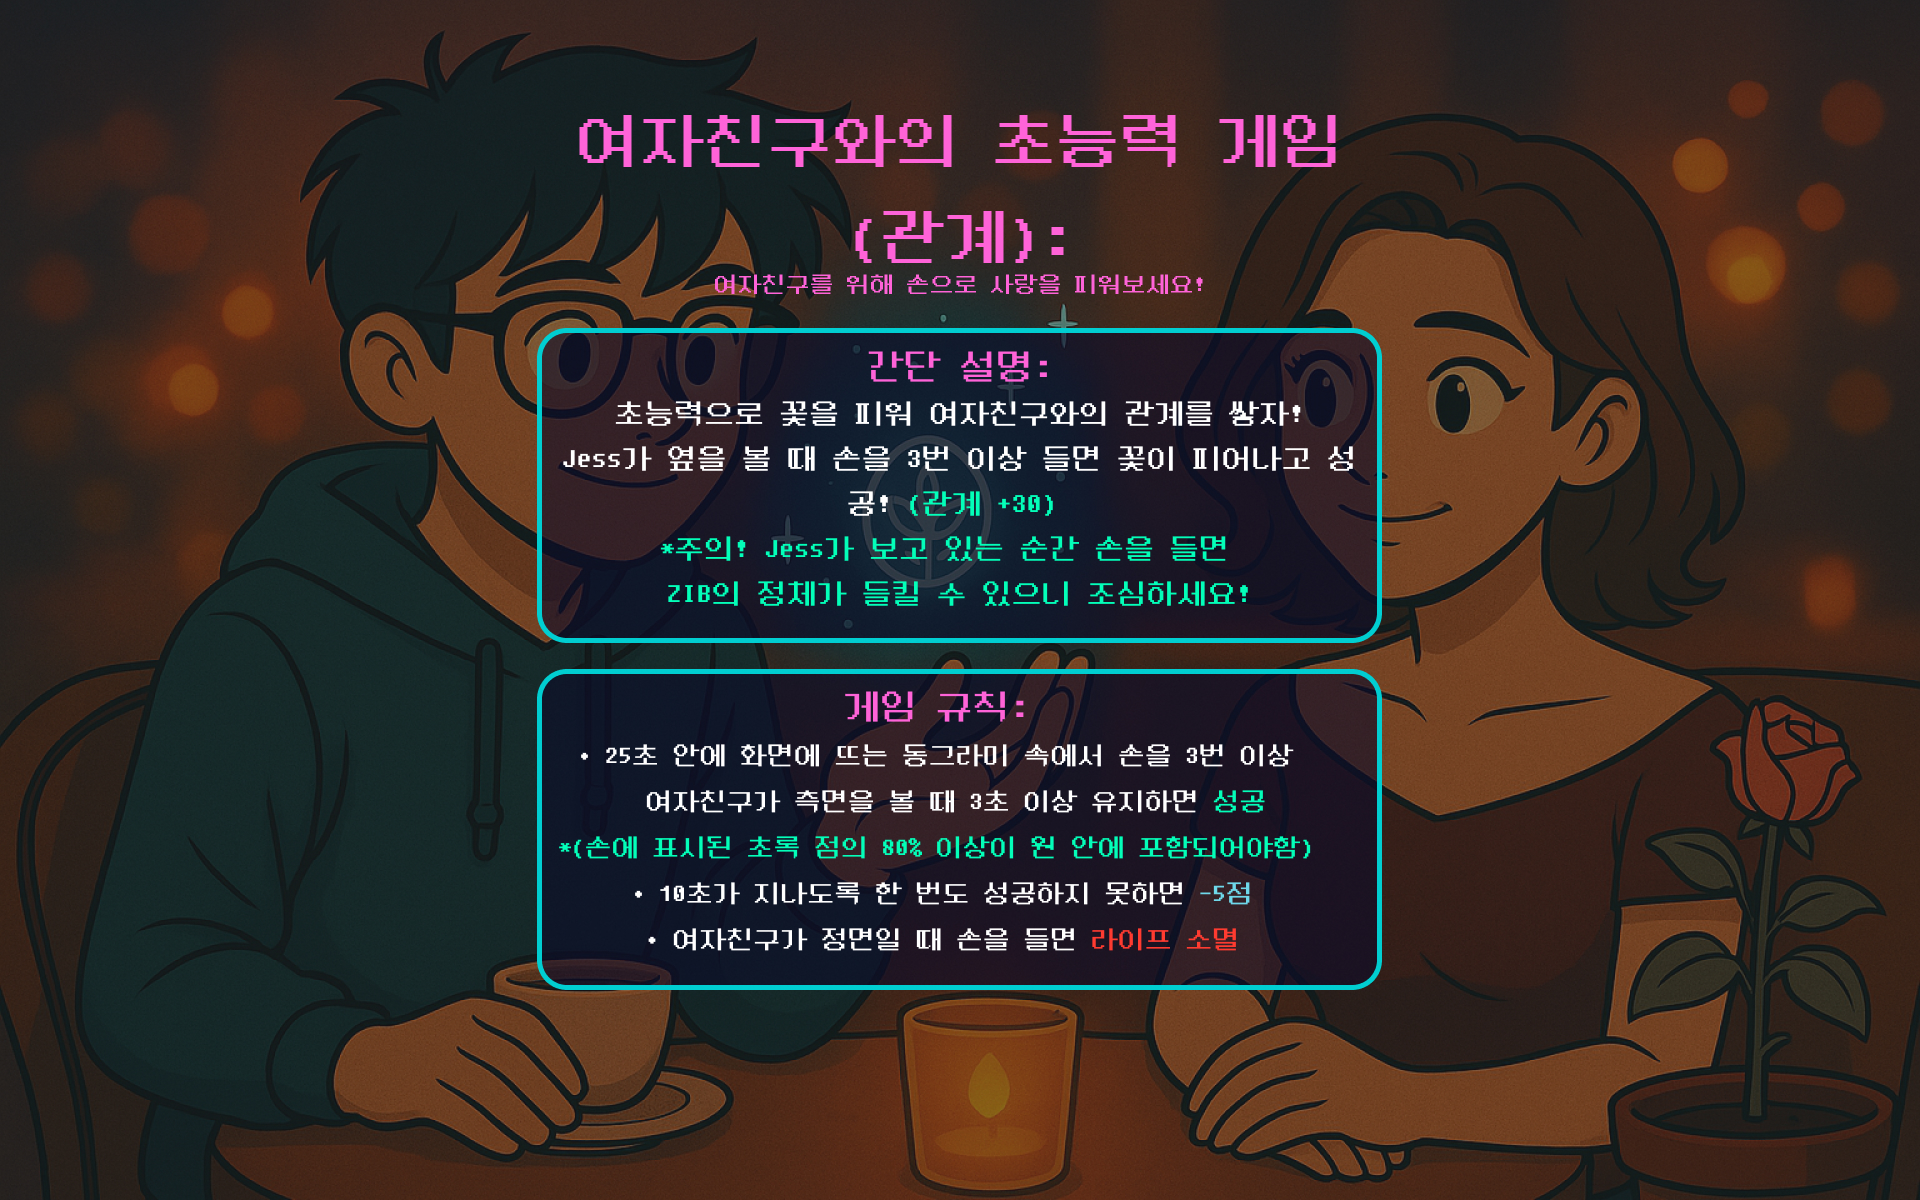 여자친구와의 초능력 게임
(관계):
여자친구를 위해 손으로 사랑을 피워보세요!
간단 설명:
초능력으로 꽃을 피워 여자친구와의 관계를 쌓자!
Jess가 옆을 볼 때 손을 3번 이상 들면 꽃이 피어나고 성
공! (관계 +30)
*주의! Jess가 보고 있는 순간 손을 들면
ZIB의 정체가 들킬 수 있으니 조심하세요!
게임 규칙:
• 25초 안에 화면에 뜨는 동그라미 속에서 손을 3번 이상
여자친구가 측면을 볼 때 3초 이상 유지하면 성공
*(손에 표시된 초록 점의 80% 이상이 원 안에 포함되어야함)
• 10초가 지나도록 한 번도 성공하지 못하면 -5점
• 여자친구가 정면일 때 손을 들면 라이프 소멸